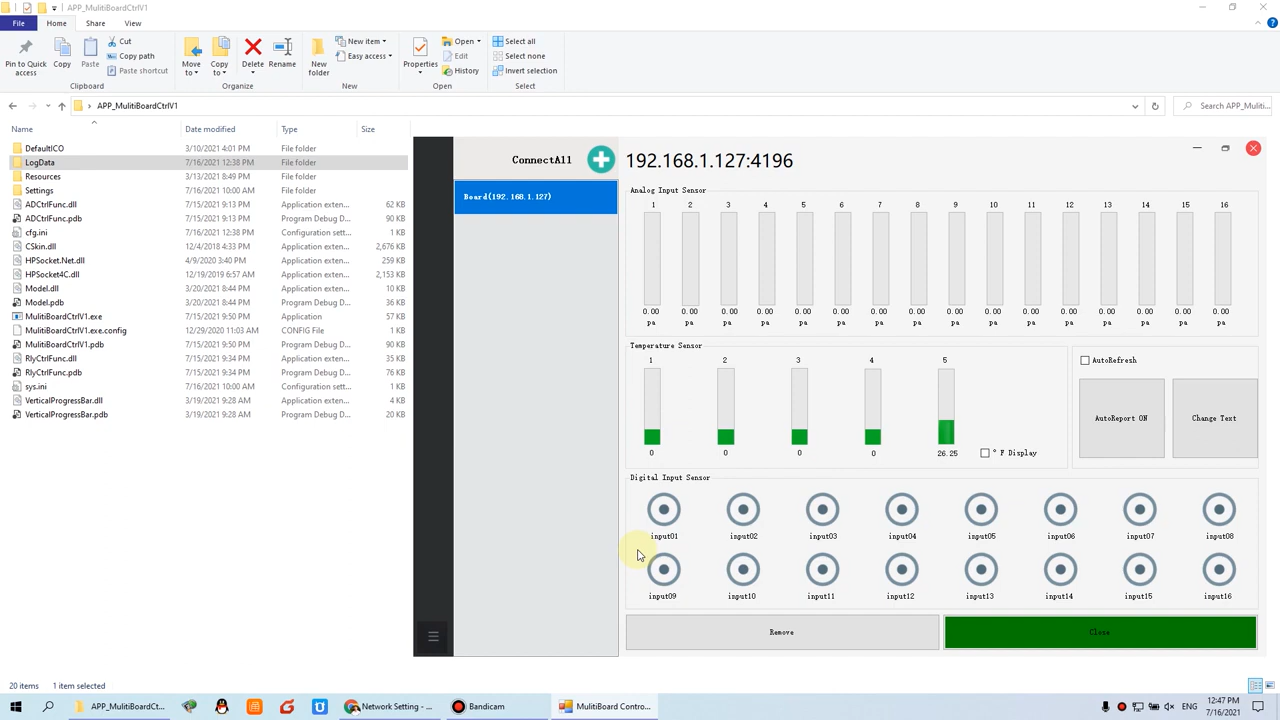 APP_MulitiBoardCtrlV1
File Home Share View
Pin to Quick access
Copy
Paste
Cut
Copy path
Paste shortcut
Move to
Copy to
Delete
Rename
New folder
New item
Easy access
Properties
Open
Edit
History
Select all
Select none
Invert selection
Clipboard Organize New Open Select
APP_MulitiBoardCtrlV1
Search APP_Muliti...
Name Date modified Type Size
DefaultICO 3/10/2021 4:01 PM File folder
LogData 7/16/2021 12:38 PM File folder
Resources 3/13/2021 8:49 PM File folder
Settings 7/16/2021 10:00 AM File folder
ADCtrlFunc.dll 7/15/2021 9:13 PM Application exten... 62 KB
ADCtrlFunc.pdb 7/15/2021 9:13 PM Program Debug D... 90 KB
cfg.ini 7/16/2021 12:38 PM Configuration sett... 1 KB
CSkin.dll 12/4/2018 4:33 PM Application exten... 2,676 KB
HPSocket.Net.dll 4/9/2020 3:40 PM Application exten... 259 KB
HPSocket4C.dll 12/19/2019 6:57 AM Application exten... 2,153 KB
Model.dll 3/20/2021 8:44 PM Application exten... 10 KB
Model.pdb 3/20/2021 8:44 PM Program Debug D... 36 KB
MulitiBoardCtrlV1.exe 7/15/2021 9:50 PM Application 57 KB
MulitiBoardCtrlV1.exe.config 12/29/2020 11:03 AM CONFIG File 1 KB
MulitiBoardCtrlV1.pdb 7/15/2021 9:50 PM Program Debug D... 90 KB
RlyCtrlFunc.dll 7/15/2021 9:34 PM Application exten... 35 KB
RlyCtrlFunc.pdb 7/15/2021 9:34 PM Program Debug D... 76 KB
sys.ini 7/16/2021 10:00 AM Configuration sett... 1 KB
VerticalProgressBar.dll 3/19/2021 9:28 AM Application exten... 4 KB
VerticalProgressBar.pdb 3/19/2021 9:28 AM Program Debug D... 20 KB
ConnectAll
Board(192.168.1.127)
192.168.1.127:4196
Analog Input Sensor
1 2 3 4 5 6 7 8 9 10 11 12 13 14 15 16
0.00 0.00 0.00 0.00 0.00 0.00 0.00 0.00 0.00 0.00 0.00 0.00 0.00 0.00 0.00 0.00
pa pa pa pa pa pa pa pa pa pa pa pa pa pa pa pa
Temperature Sensor
1 2 3 4 5
0 0 0 0 26.25
° F Display
AutoRefresh
AutoReport ON
Change Text
Digital Input Sensor
input01 input02 input03 input04 input05 input06 input07 input08
input09 input10 input11 input12 input13 input14 input15 input16
Remove
Close
20 items 1 item selected
APP_MulitiBoardCt...
Network Setting - ...
Bandicam
MultiBoard Contro...
12:47 PM
7/16/2021